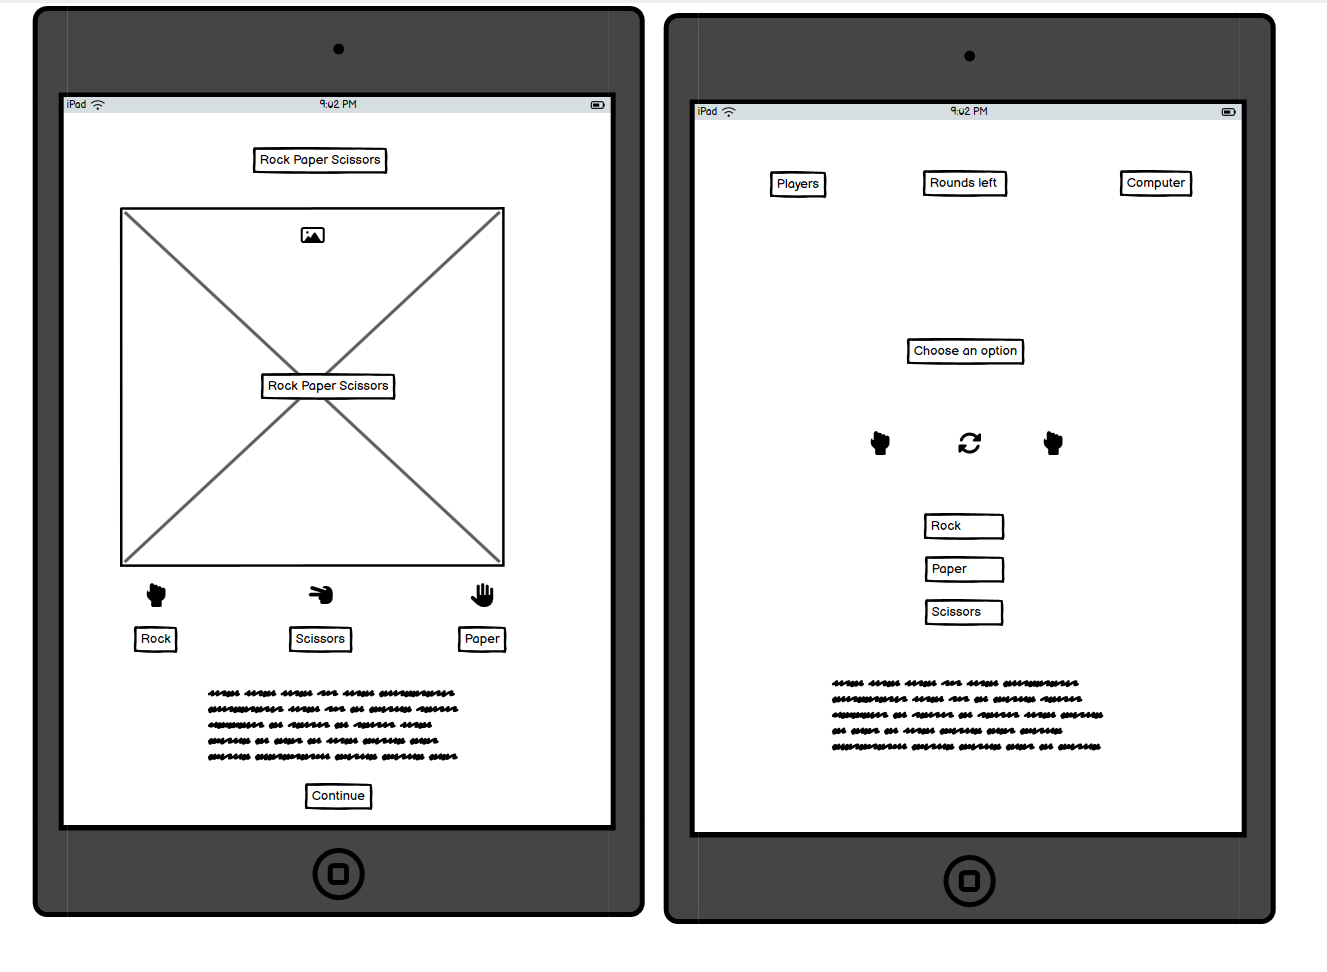 iPad 9:02 PM
Rock Paper Scissors
Rock Paper Scissors
Rock Scissors Paper
Continue
iPad 9:02 PM
Players Rounds left Computer
Choose an option
Rock
Paper
Scissors